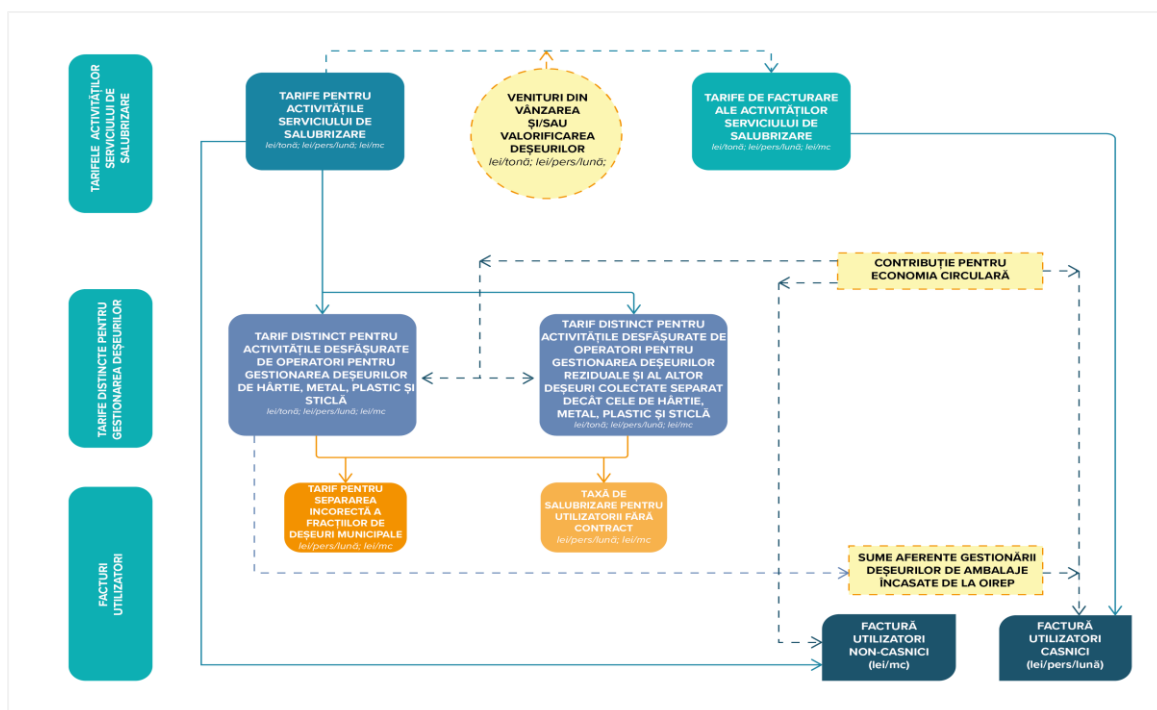 TARIFELE ACTIVITĂȚILOR
SERVICIULUI DE
SALUBRIZARE
TARIFE PENTRU
ACTIVITĂȚILE
SERVICIULUI DE
SALUBRIZARE
lei/tonă; lei/pers/lună; lei/mc
VENITURI DIN
VÂNZAREA
ȘI/SAU
VALORIFICAREA
DEȘEURILOR
lei/tonă; lei/pers/lună;
TARIFE DE FACTURARE
ALE ACTIVITĂȚILOR
SERVICIULUI DE
SALUBRIZARE
lei/tonă; lei/pers/lună; lei/mc
CONTRIBUȚIE PENTRU
ECONOMIA CIRCULARĂ
TARIFE DISTINCTE PENTRU
GESTIONAREA DEȘEURILOR
TARIF DISTINCT PENTRU
ACTIVITĂȚILE DESFĂȘURATE
DE OPERATORI PENTRU
GESTIONAREA DEȘEURILOR
DE HÂRTIE, METAL, PLASTIC ȘI
STICLĂ
lei/tonă; lei/pers/lună; lei/mc
TARIF DISTINCT PENTRU
ACTIVITĂȚILE DESFĂȘURATE DE
OPERATORI PENTRU
GESTIONAREA DEȘEURILOR
REZIDUALE ȘI AL ALTOR
DEȘEURI COLECTATE SEPARAT
DECÂT CELE DE HÂRTIE,
METAL, PLASTIC ȘI STICLĂ
lei/tonă; lei/pers/lună; lei/mc
FACTURI
UTILIZATORI
TARIF PENTRU
SEPARAREA
INCORECTĂ A
FRACȚIILOR DE
DEȘEURI MUNICIPALE
lei/pers/lună; lei/mc
TAXĂ DE
SALUBRIZARE PENTRU
UTILIZATORII FĂRĂ
CONTRACT
lei/pers/lună; lei/mc
SUME AFERENTE GESTIONĂRII
DEȘEURILOR DE AMBALAJE
ÎNCASATE DE LA OIREP
FACTURĂ
UTILIZATORI
NON-CASNICI
(lei/mc)
FACTURĂ
UTILIZATORI
CASNICI
(lei/pers/lună)